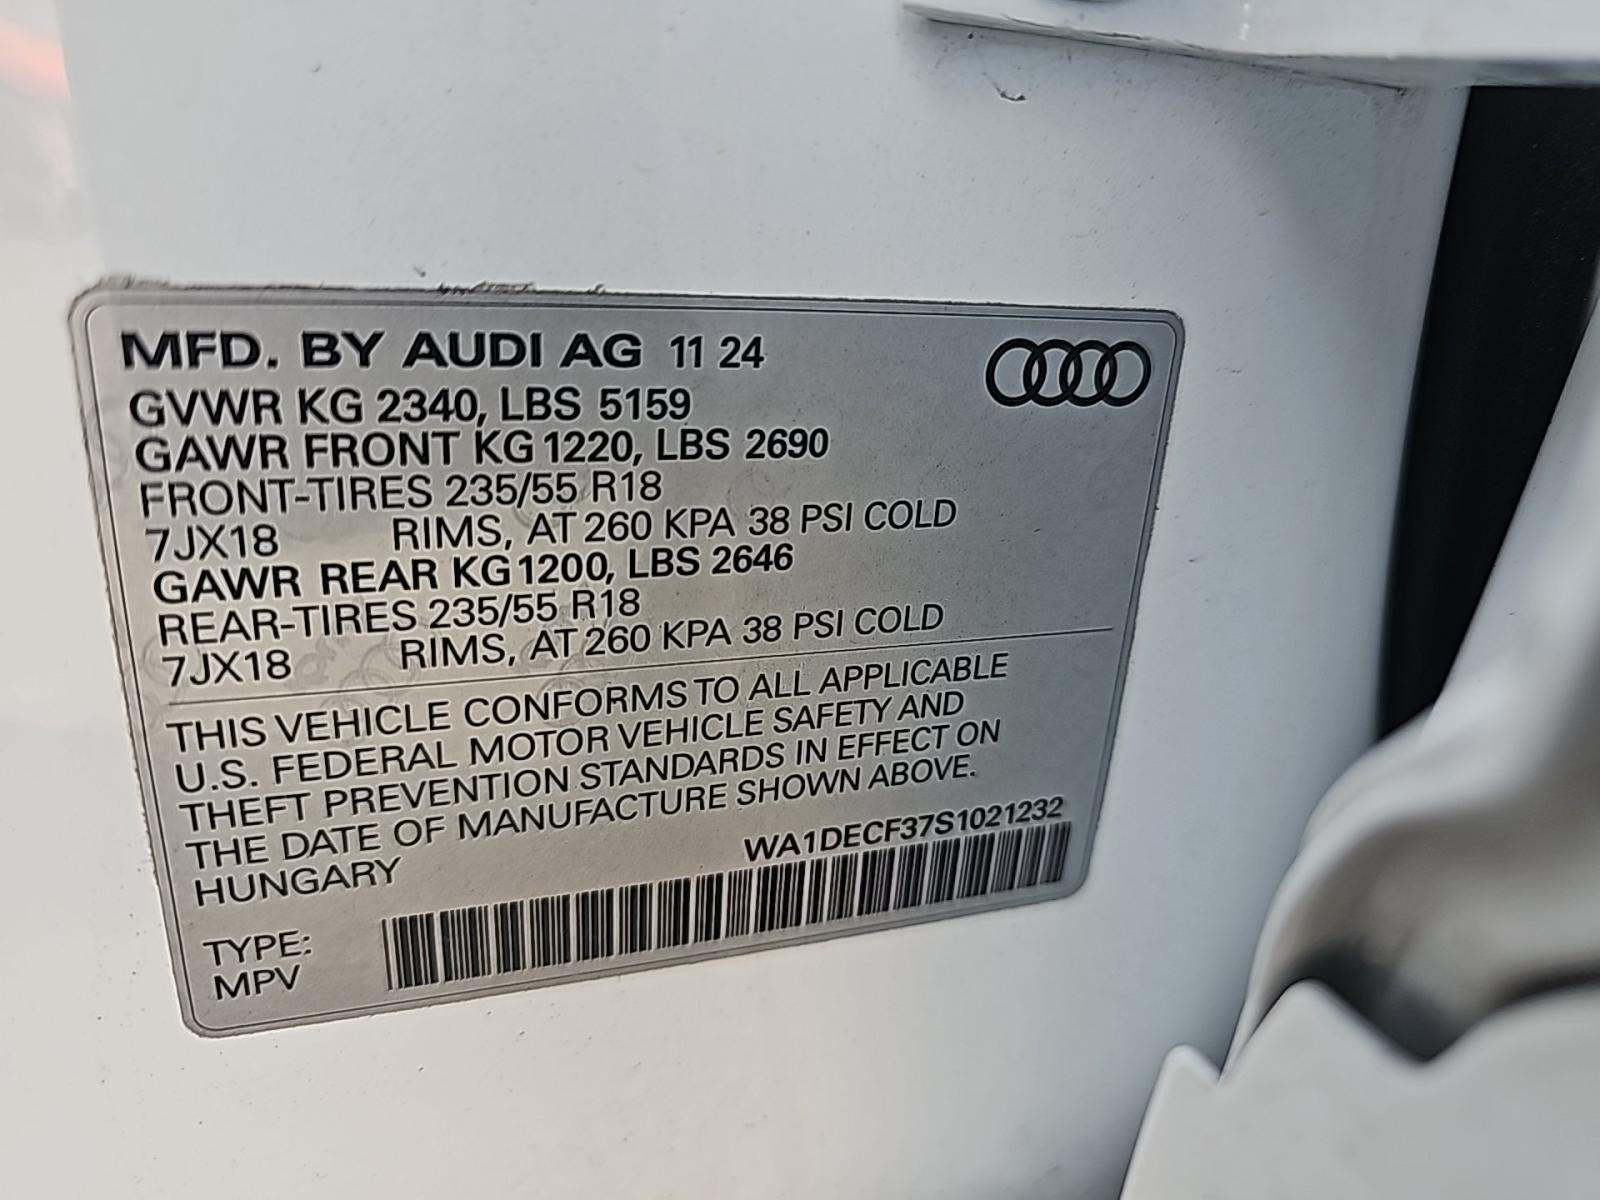 MFD. BY AUDI AG 11 24
GVWR KG 2340, LBS 5159
GAWR FRONT KG 1220, LBS 2690
FRONT-TIRES 235/55 R18
7JX18 RIMS, AT 260 KPA 38 PSI COLD
GAWR REAR KG 1200, LBS 2646
REAR-TIRES 235/55 R18
7JX18 RIMS, AT 260 KPA 38 PSI COLD
THIS VEHICLE CONFORMS TO ALL APPLICABLE
U.S. FEDERAL MOTOR VEHICLE SAFETY AND
THEFT PREVENTION STANDARDS IN EFFECT ON
THE DATE OF MANUFACTURE SHOWN ABOVE.
HUNGARY WA1DECF37S1021232
TYPE:
MPV